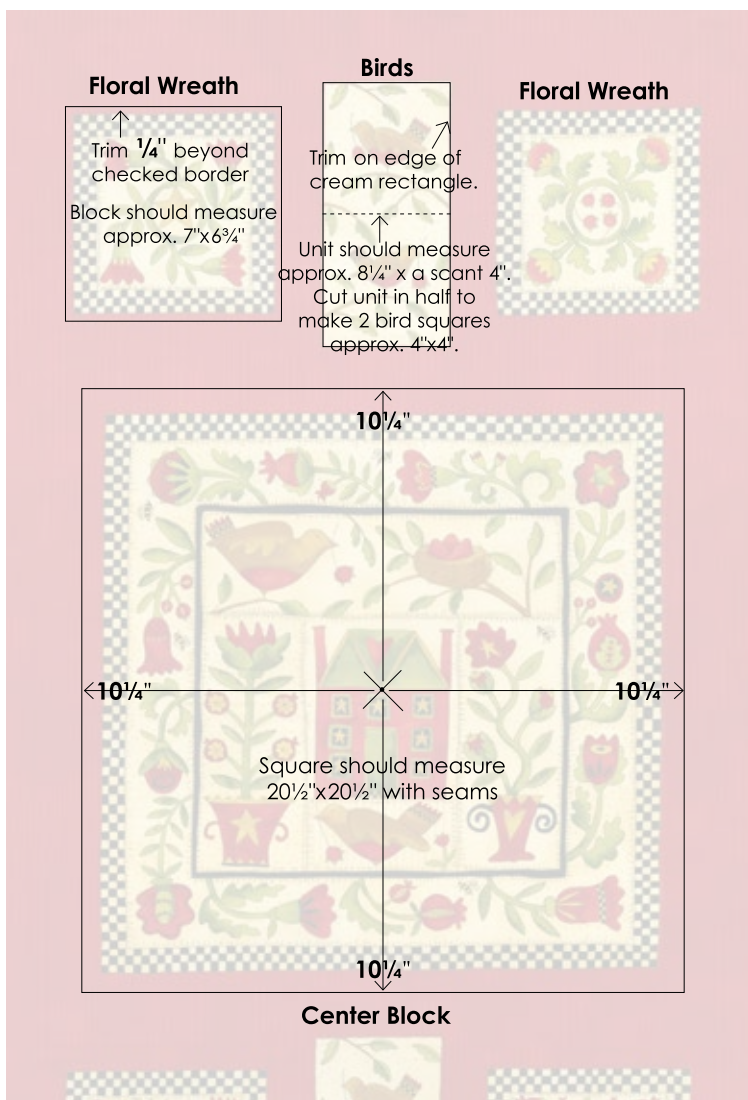 Floral Wreath
Trim ¼" beyond
checked border
Block should measure
approx. 7"x6¾"
Birds
Trim on edge of
cream rectangle.
Unit should measure
approx. 8¼" x a scant 4".
Cut unit in half to
make 2 bird squares
approx. 4"x4".
Floral Wreath
10¼"
10¼"
10¼"
Square should measure
20½"x20½" with seams
10¼"
Center Block